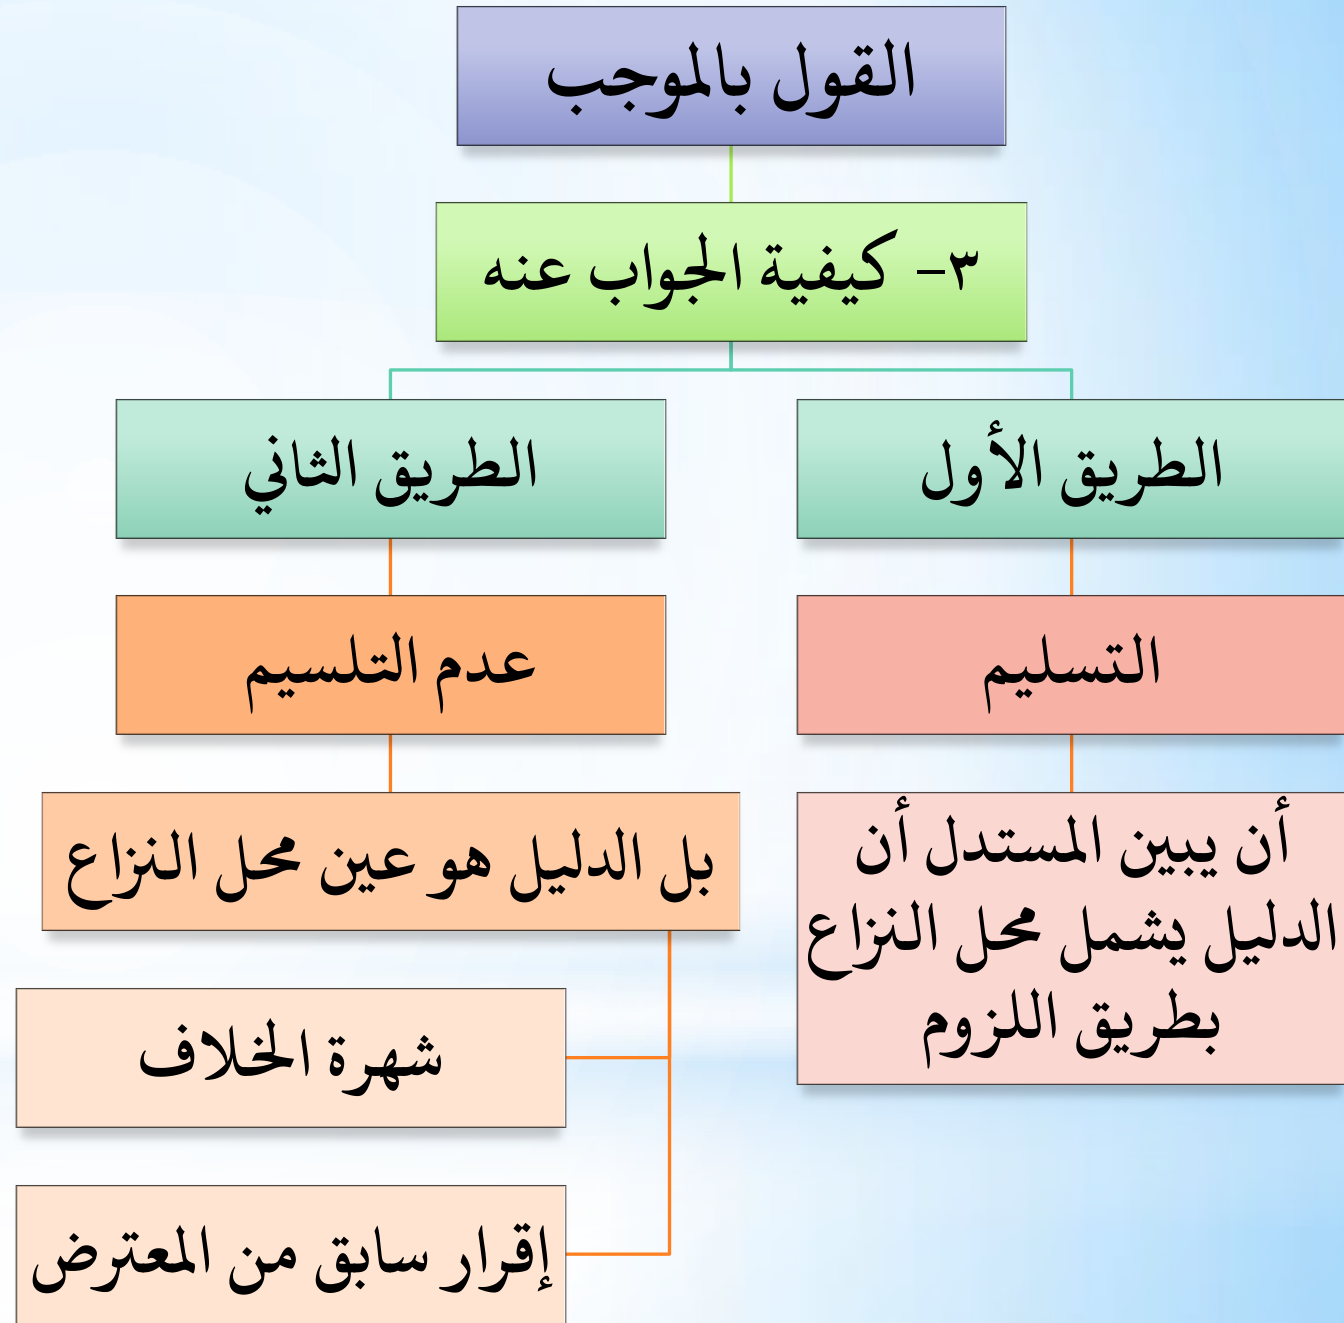 القول بالموجب
٣- كيفية الجواب عنه
الطريق الأول
الطريق الثاني
التسليم
عدم التلسيم
أن يبين المستدل أن
الدليل يشمل محل النزاع
بطريق اللزوم
بل الدليل هو عين محل النزاع
شهرة الخلاف
إقرار سابق من المعترض